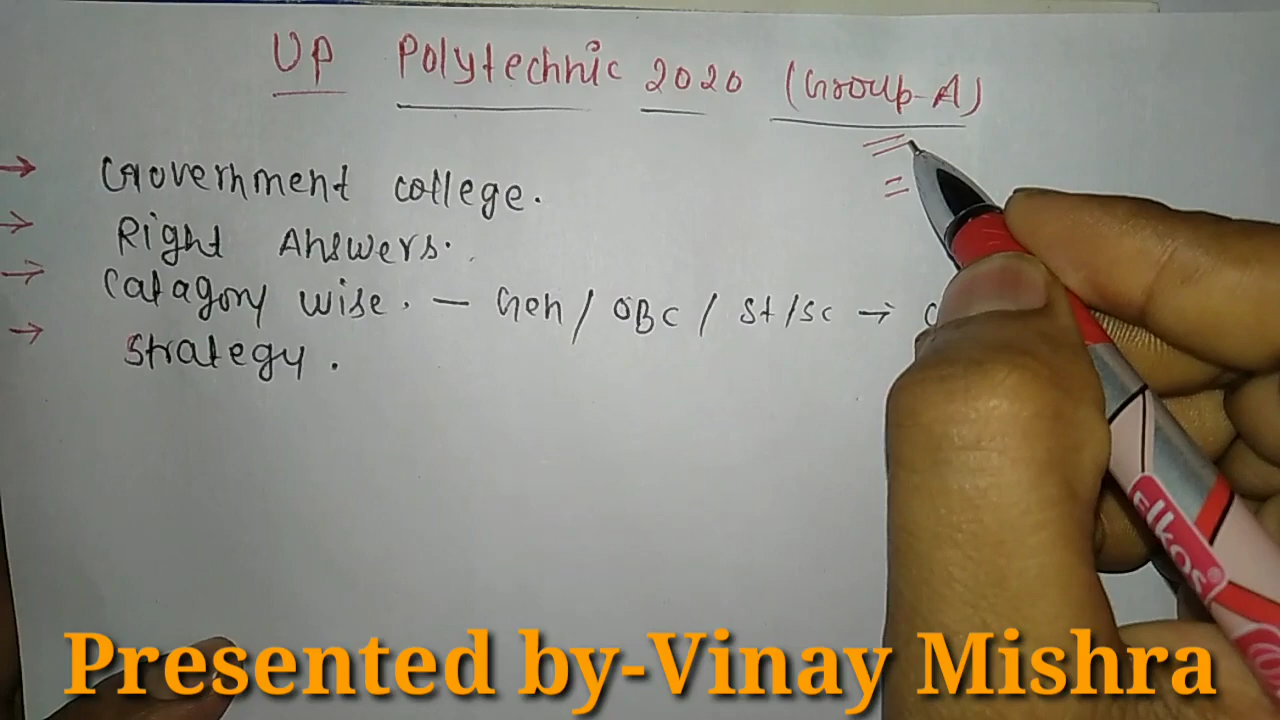 UP Polytechnic 2020 (Group-A)
→ Government college.
→ Right Answers.
→ Catagory wise. — Gen / OBC / St/SC →
→ Strategy.
Elkos
Presented by-Vinay Mishra